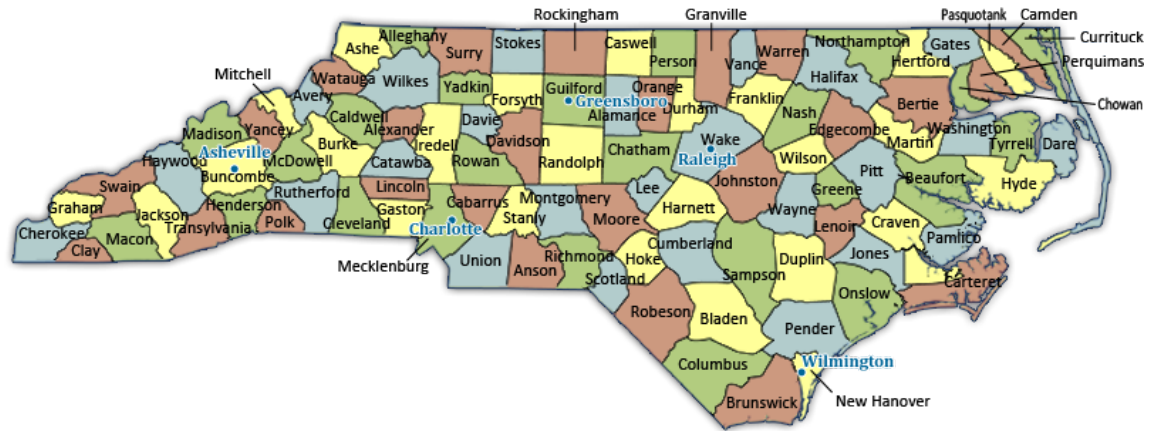 Rockingham
Granville
Pasquotank
Camden
Currituck
Perquimans
Chowan
Ashe
Alleghany
Surry
Stokes
Caswell
Person
Vance
Warren
Northampton
Hertford
Gates
Mitchell
Avery
Watauga
Wilkes
Yadkin
Forsyth
Guilford
Greensboro
Alamance
Orange
Durham
Franklin
Halifax
Nash
Bertie
Madison
Yancey
Caldwell
Alexander
Iredell
Davie
Davidson
Randolph
Chatham
Wake
Raleigh
Edgecombe
Martin
Washington
Tyrrell
Dare
Haywood
Asheville
Buncombe
McDowell
Burke
Catawba
Rowan
Wilson
Pitt
Beaufort
Hyde
Swain
Graham
Jackson
Henderson
Rutherford
Lincoln
Cabarrus
Montgomery
Lee
Johnston
Greene
Cherokee
Clay
Macon
Transylvania
Polk
Cleveland
Gaston
Charlotte
Stanly
Moore
Harnett
Wayne
Lenoir
Craven
Pamlico
Mecklenburg
Union
Anson
Richmond
Hoke
Cumberland
Sampson
Duplin
Jones
Carteret
Scotland
Robeson
Bladen
Onslow
Pender
Columbus
Wilmington
Brunswick
New Hanover